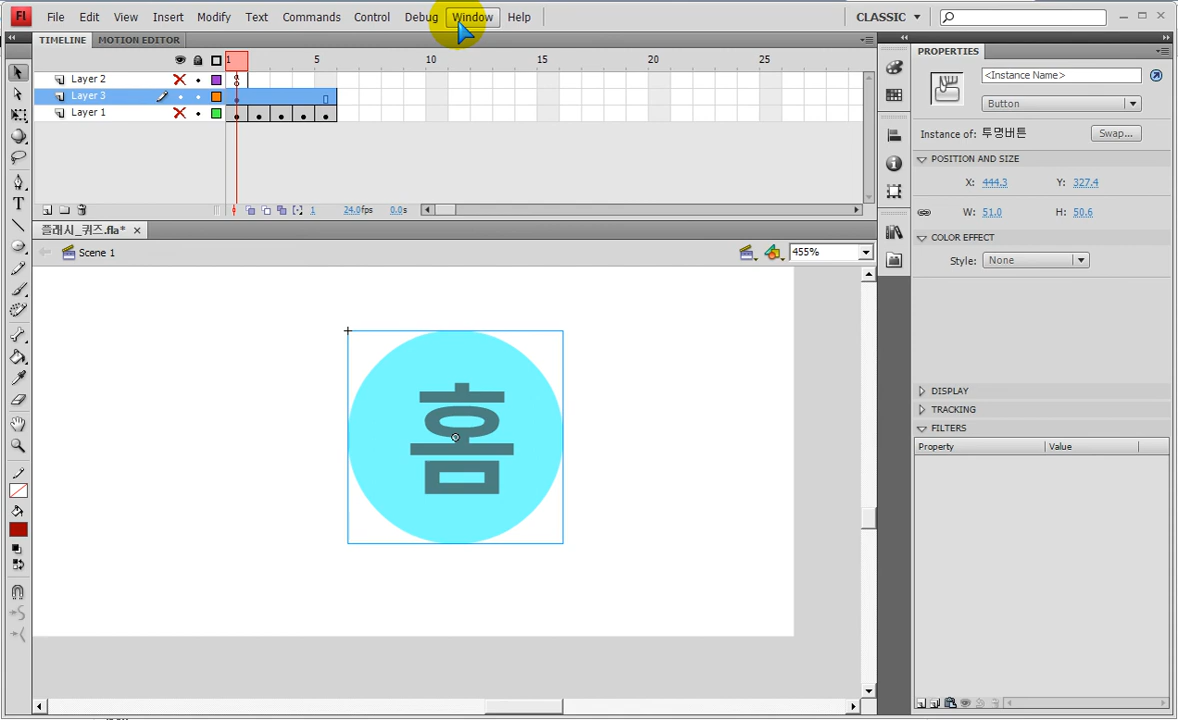 Fl File Edit View Insert Modify Text Commands Control Debug Window Help CLASSIC
TIMELINE MOTION EDITOR
1 5 10 15 20 25
Layer 2
Layer 3
Layer 1
1 24.0fps 0.0s
플래시_퀴즈.fla*
Scene 1 455%
홈
PROPERTIES
<Instance Name>
Button
Instance of: 투명버튼 Swap...
POSITION AND SIZE
X: 444.3 Y: 327.4
W: 51.0 H: 50.6
COLOR EFFECT
Style: None
DISPLAY
TRACKING
FILTERS
Property Value